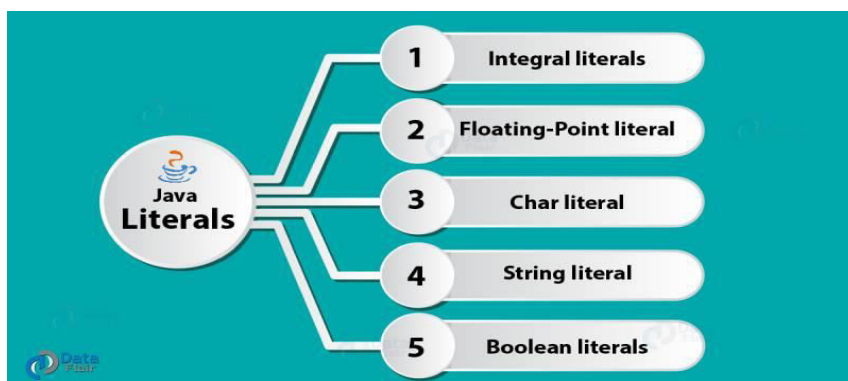 1
Integral literals
2
Floating-Point literal
Java
Literals
3
Char literal
4
String literal
5
Boolean literals
Data
Flair